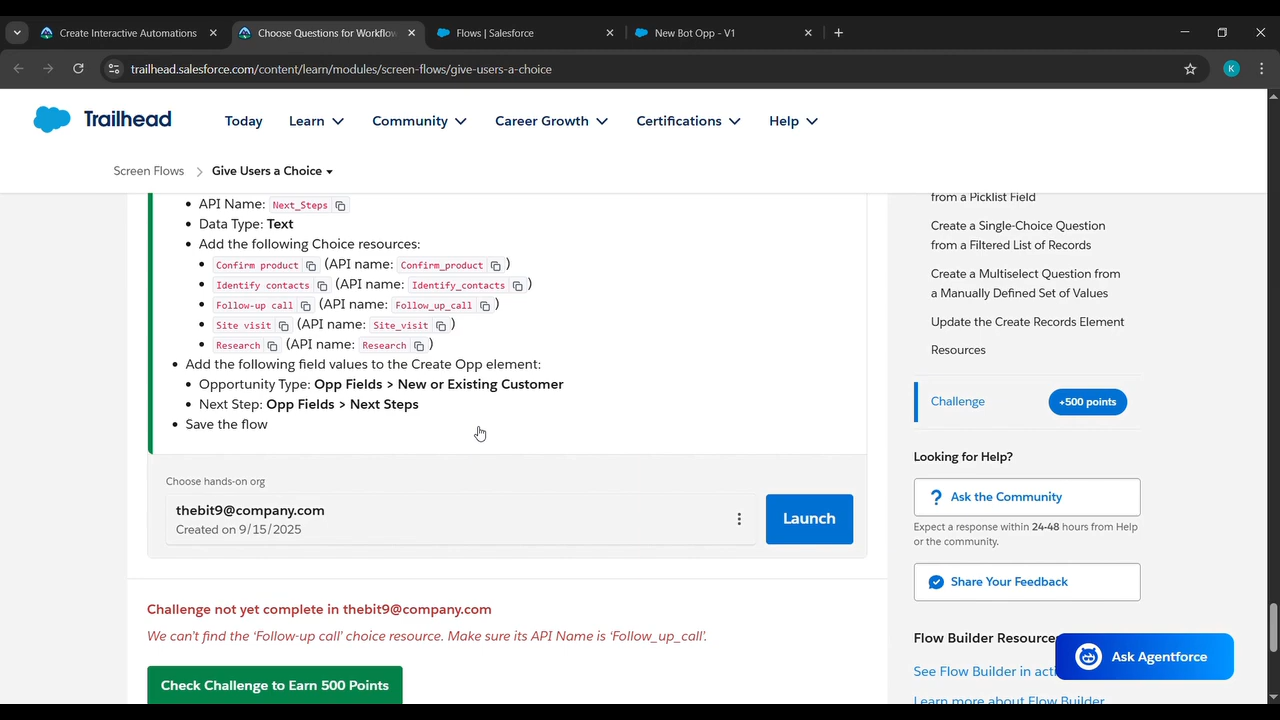 Create Interactive Automations
Choose Questions for Workflow
Flows | Salesforce
New Bot Opp - V1
trailhead.salesforce.com/content/learn/modules/screen-flows/give-users-a-choice
K
Trailhead
Today
Learn
Community
Career Growth
Certifications
Help
Screen Flows
Give Users a Choice
API Name: Next_Steps
Data Type: Text
Add the following Choice resources:
Confirm product (API name: Confirm_product)
Identify contacts (API name: Identify_contacts)
Follow-up call (API name: Follow_up_call)
Site visit (API name: Site_visit)
Research (API name: Research)
Add the following field values to the Create Opp element:
Opportunity Type: Opp Fields > New or Existing Customer
Next Step: Opp Fields > Next Steps
Save the flow
Choose hands-on org
thebit9@company.com
Created on 9/15/2025
Launch
Challenge not yet complete in thebit9@company.com
We can't find the 'Follow-up call' choice resource. Make sure its API Name is 'Follow_up_call'.
Check Challenge to Earn 500 Points
from a Picklist Field
Create a Single-Choice Question
from a Filtered List of Records
Create a Multiselect Question from
a Manually Defined Set of Values
Update the Create Records Element
Resources
Challenge
+500 points
Looking for Help?
? Ask the Community
Expect a response within 24-48 hours from Help
or the community.
Share Your Feedback
Flow Builder Resource
See Flow Builder in acti
Learn more about Flow Builder
Ask Agentforce